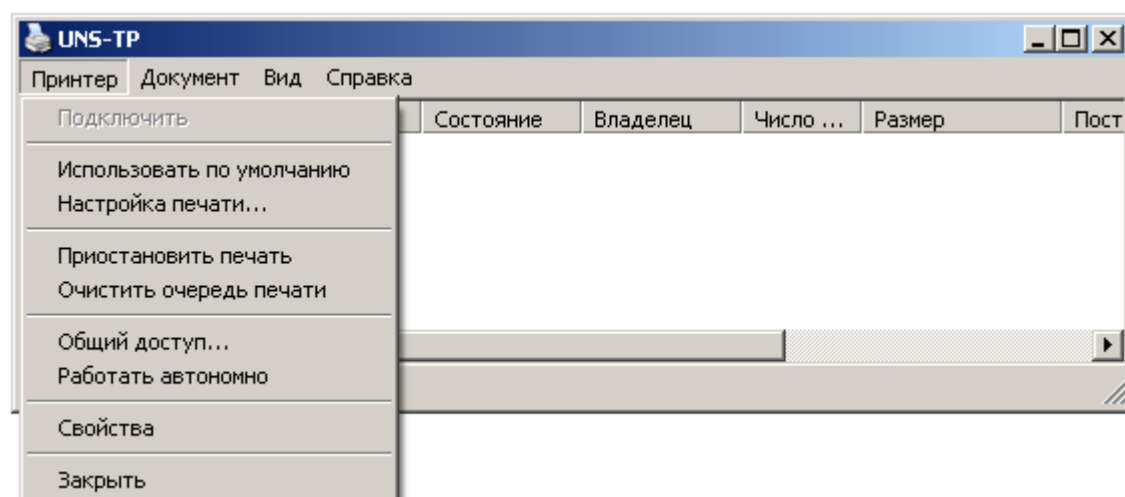 UNS-TP
Принтер Документ Вид Справка
Состояние Владелец Число ... Размер Пост
Подключить
Использовать по умолчанию
Настройка печати...
Приостановить печать
Очистить очередь печати
Общий доступ...
Работать автономно
Свойства
Закрыть